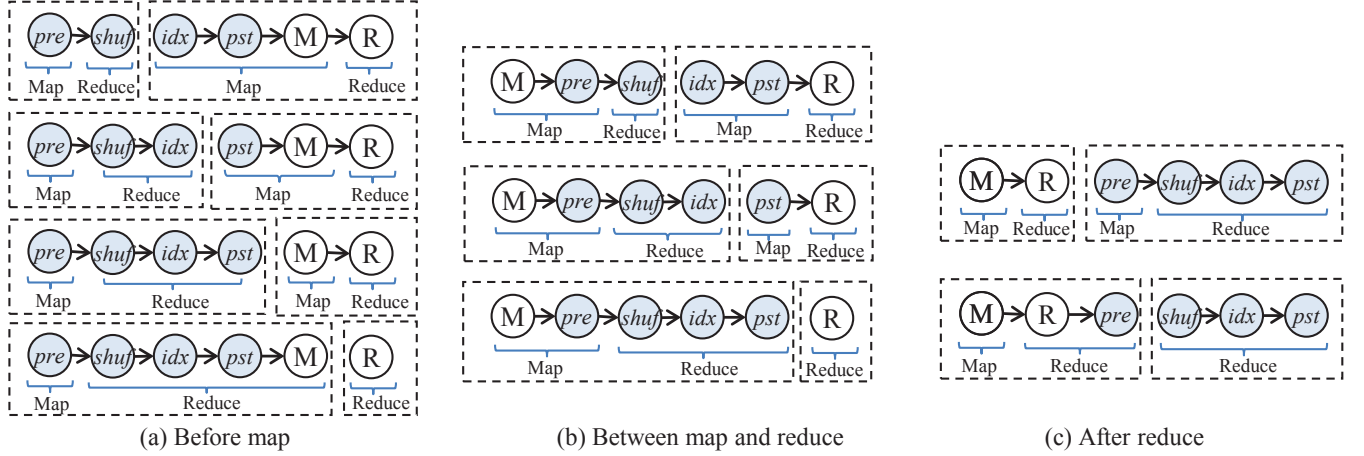 pre shuf idx pst M R
Map Reduce Map Reduce
pre shuf idx pst M R
Map Reduce Map Reduce
pre shuf idx pst M R
Map Reduce Map Reduce
pre shuf idx pst M R
Map Reduce Reduce
(a) Before map
M pre shuf idx pst R
Map Reduce Map Reduce
M pre shuf idx pst R
Map Reduce Map Reduce
M pre shuf idx pst R
Map Reduce Reduce
(b) Between map and reduce
M R pre shuf idx pst
Map Reduce Map Reduce
M R pre shuf idx pst
Map Reduce Reduce
(c) After reduce